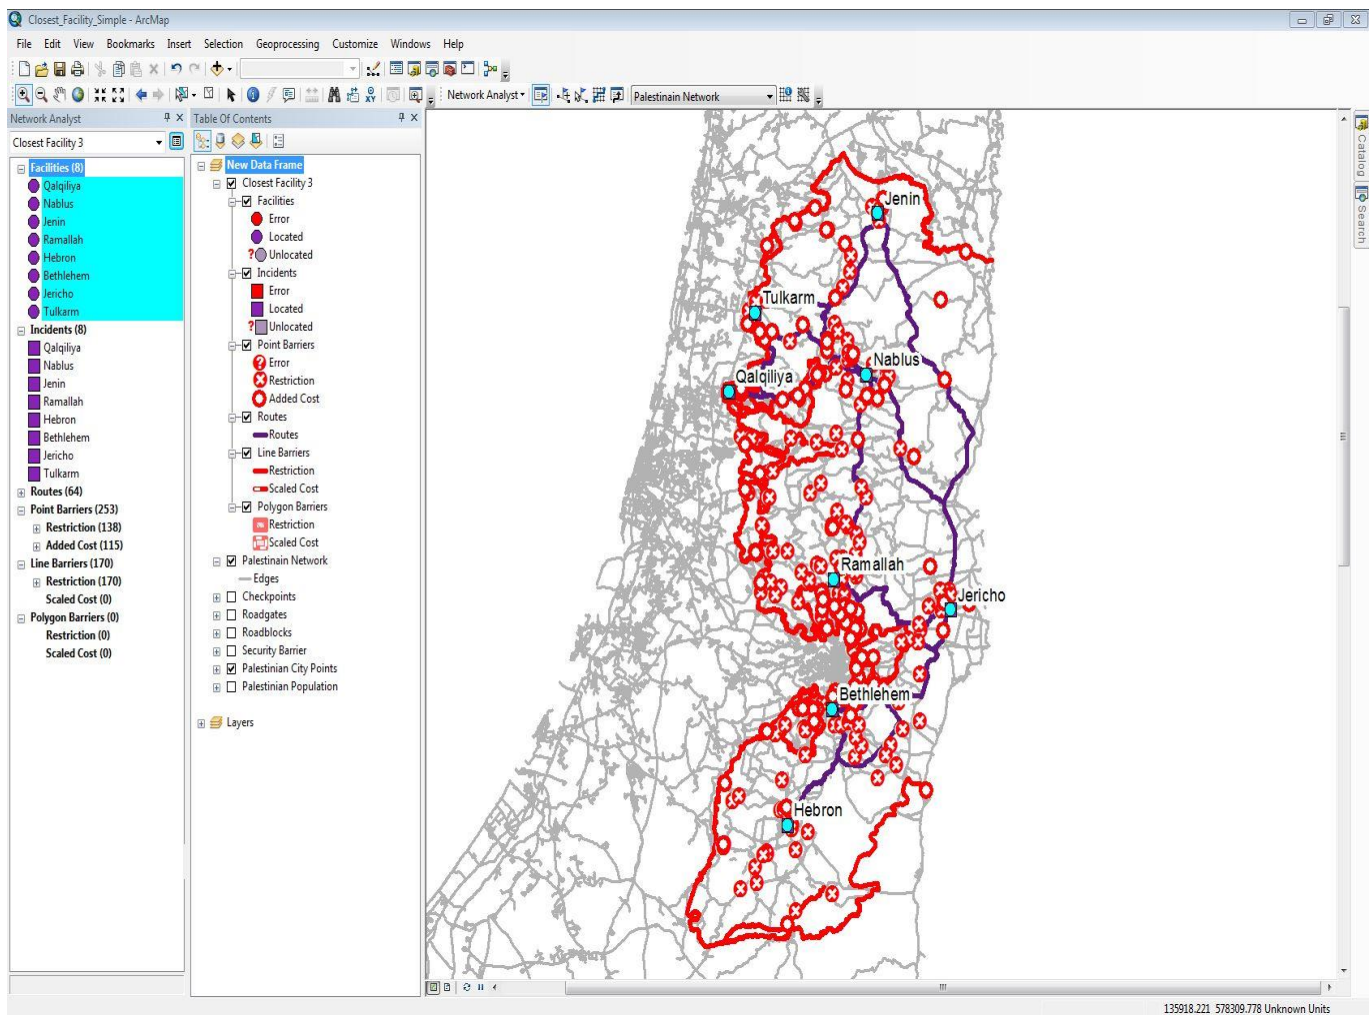 Closest_Facility_Simple - ArcMap
File Edit View Bookmarks Insert Selection Geoprocessing Customize Windows Help
Network Analyst Palestinain Network
Network Analyst
Closest Facility 3
Facilities (8)
Qalqiliya
Nablus
Jenin
Ramallah
Hebron
Bethlehem
Jericho
Tulkarm
Incidents (8)
Qalqiliya
Nablus
Jenin
Ramallah
Hebron
Bethlehem
Jericho
Tulkarm
Routes (64)
Point Barriers (253)
Restriction (138)
Added Cost (115)
Line Barriers (170)
Restriction (170)
Scaled Cost (0)
Polygon Barriers (0)
Restriction (0)
Scaled Cost (0)
Table Of Contents
New Data Frame
Closest Facility 3
Facilities
Error
Located
?Unlocated
Incidents
Error
Located
?Unlocated
Point Barriers
Error
Restriction
Added Cost
Routes
Routes
Line Barriers
Restriction
Scaled Cost
Polygon Barriers
Restriction
Scaled Cost
Palestinain Network
Edges
Checkpoints
Roadgates
Roadblocks
Security Barrier
Palestinian City Points
Palestinian Population
Layers
Jenin
Tulkarm
Nablus
Qalqiliya
Ramallah
Jericho
Bethlehem
Hebron
Catalog
Search
135918.221 578309.778 Unknown Units